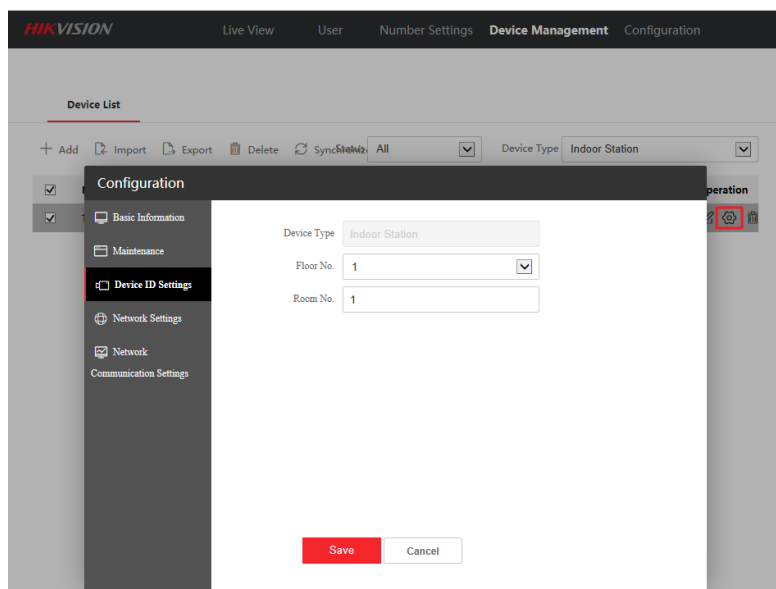 HIKVISION Live View User Number Settings Device Management Configuration
Device List
Add Import Export Delete Synchroniz Status All Device Type Indoor Station
Configuration
peration
Basic Information
Device Type Indoor Station
Maintenance
Floor No. 1
Device ID Settings
Room No. 1
Network Settings
Network
Communication Settings
Save Cancel